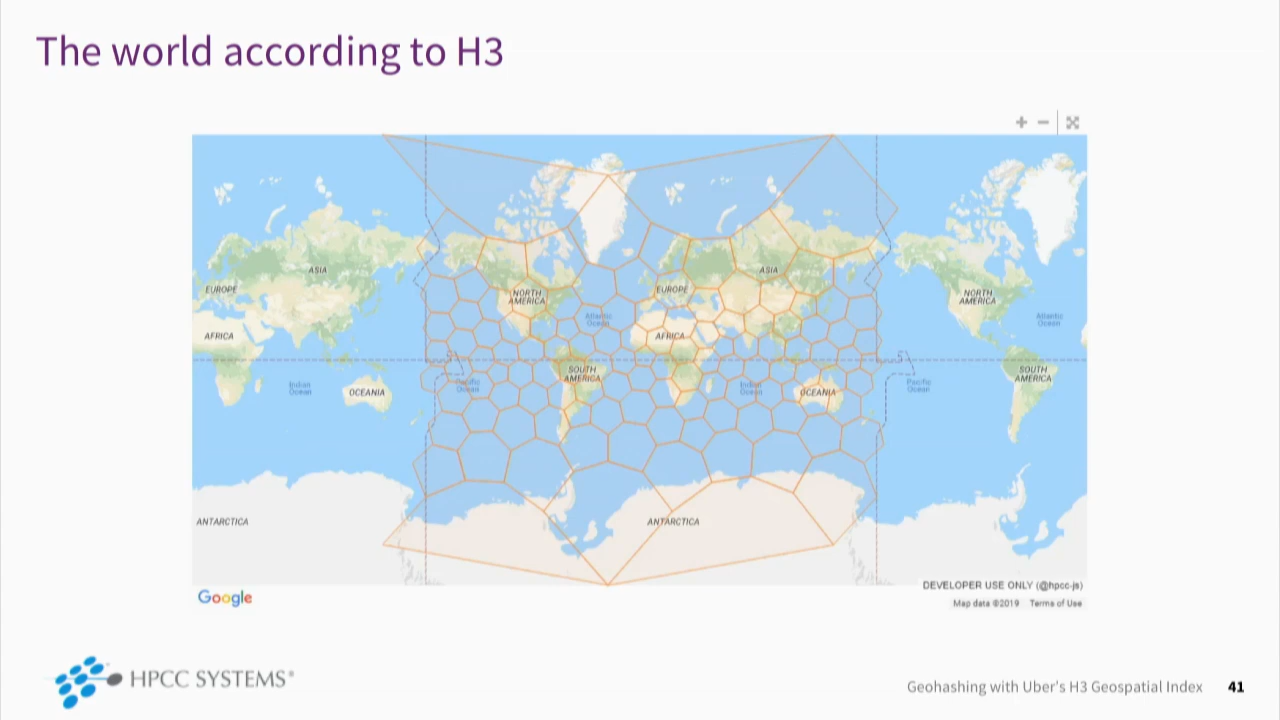 The world according to H3
+ −
ASIA
ASIA
EUROPE
NORTH
AMERICA
EUROPE
NORTH
AMERICA
Atlantic
Ocean
Atlantic
Ocean
AFRICA
AFRICA
SOUTH
AMERICA
SOUTH
AMERICA
Indian
Ocean
Pacific
Ocean
Indian
Ocean
Pacific
Ocean
OCEANIA
OCEANIA
ANTARCTICA
ANTARCTICA
DEVELOPER USE ONLY (@hpcc-js)
Google
Map data ©2019 Terms of Use
HPCC SYSTEMS®
Geohashing with Uber's H3 Geospatial Index 41